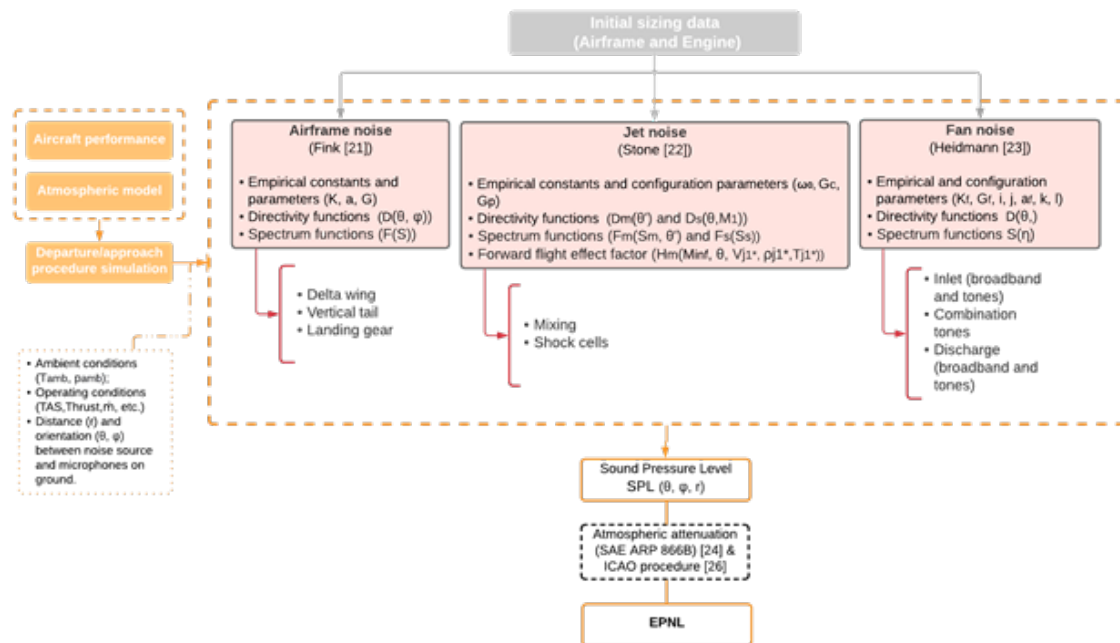 Initial sizing data
(Airframe and Engine)
Aircraft performance
Atmospheric model
Departure/approach
procedure simulation
• Ambient conditions
(Tamb, pamb);
• Operating conditions
(TAS,Thrust,ṁ, etc.)
• Distance (r) and
orientation (θ, φ)
between noise source
and microphones on
ground.
Airframe noise
(Fink [21])
• Empirical constants and
parameters (K, a, G)
• Directivity functions (D(θ, φ))
• Spectrum functions (F(S))
• Delta wing
• Vertical tail
• Landing gear
Jet noise
(Stone [22])
• Empirical constants and configuration parameters (ω₀, Gc,
Gp)
• Directivity functions (Dm(θ') and Ds(θ,M1))
• Spectrum functions (Fm(Sm, θ') and Fs(Ss))
• Forward flight effect factor (Hm(Minf, θ, Vj1*, ρj1*,Tj1*))
• Mixing
• Shock cells
Fan noise
(Heidmann [23])
• Empirical and configuration
parameters (Kf, Gf, i, j, af, k, l)
• Directivity functions D(θ,)
• Spectrum functions S(η)
• Inlet (broadband
and tones)
• Combination
tones
• Discharge
(broadband and
tones)
Sound Pressure Level
SPL (θ, φ, r)
Atmospheric attenuation
(SAE ARP 866B) [24] &
ICAO procedure [26]
EPNL